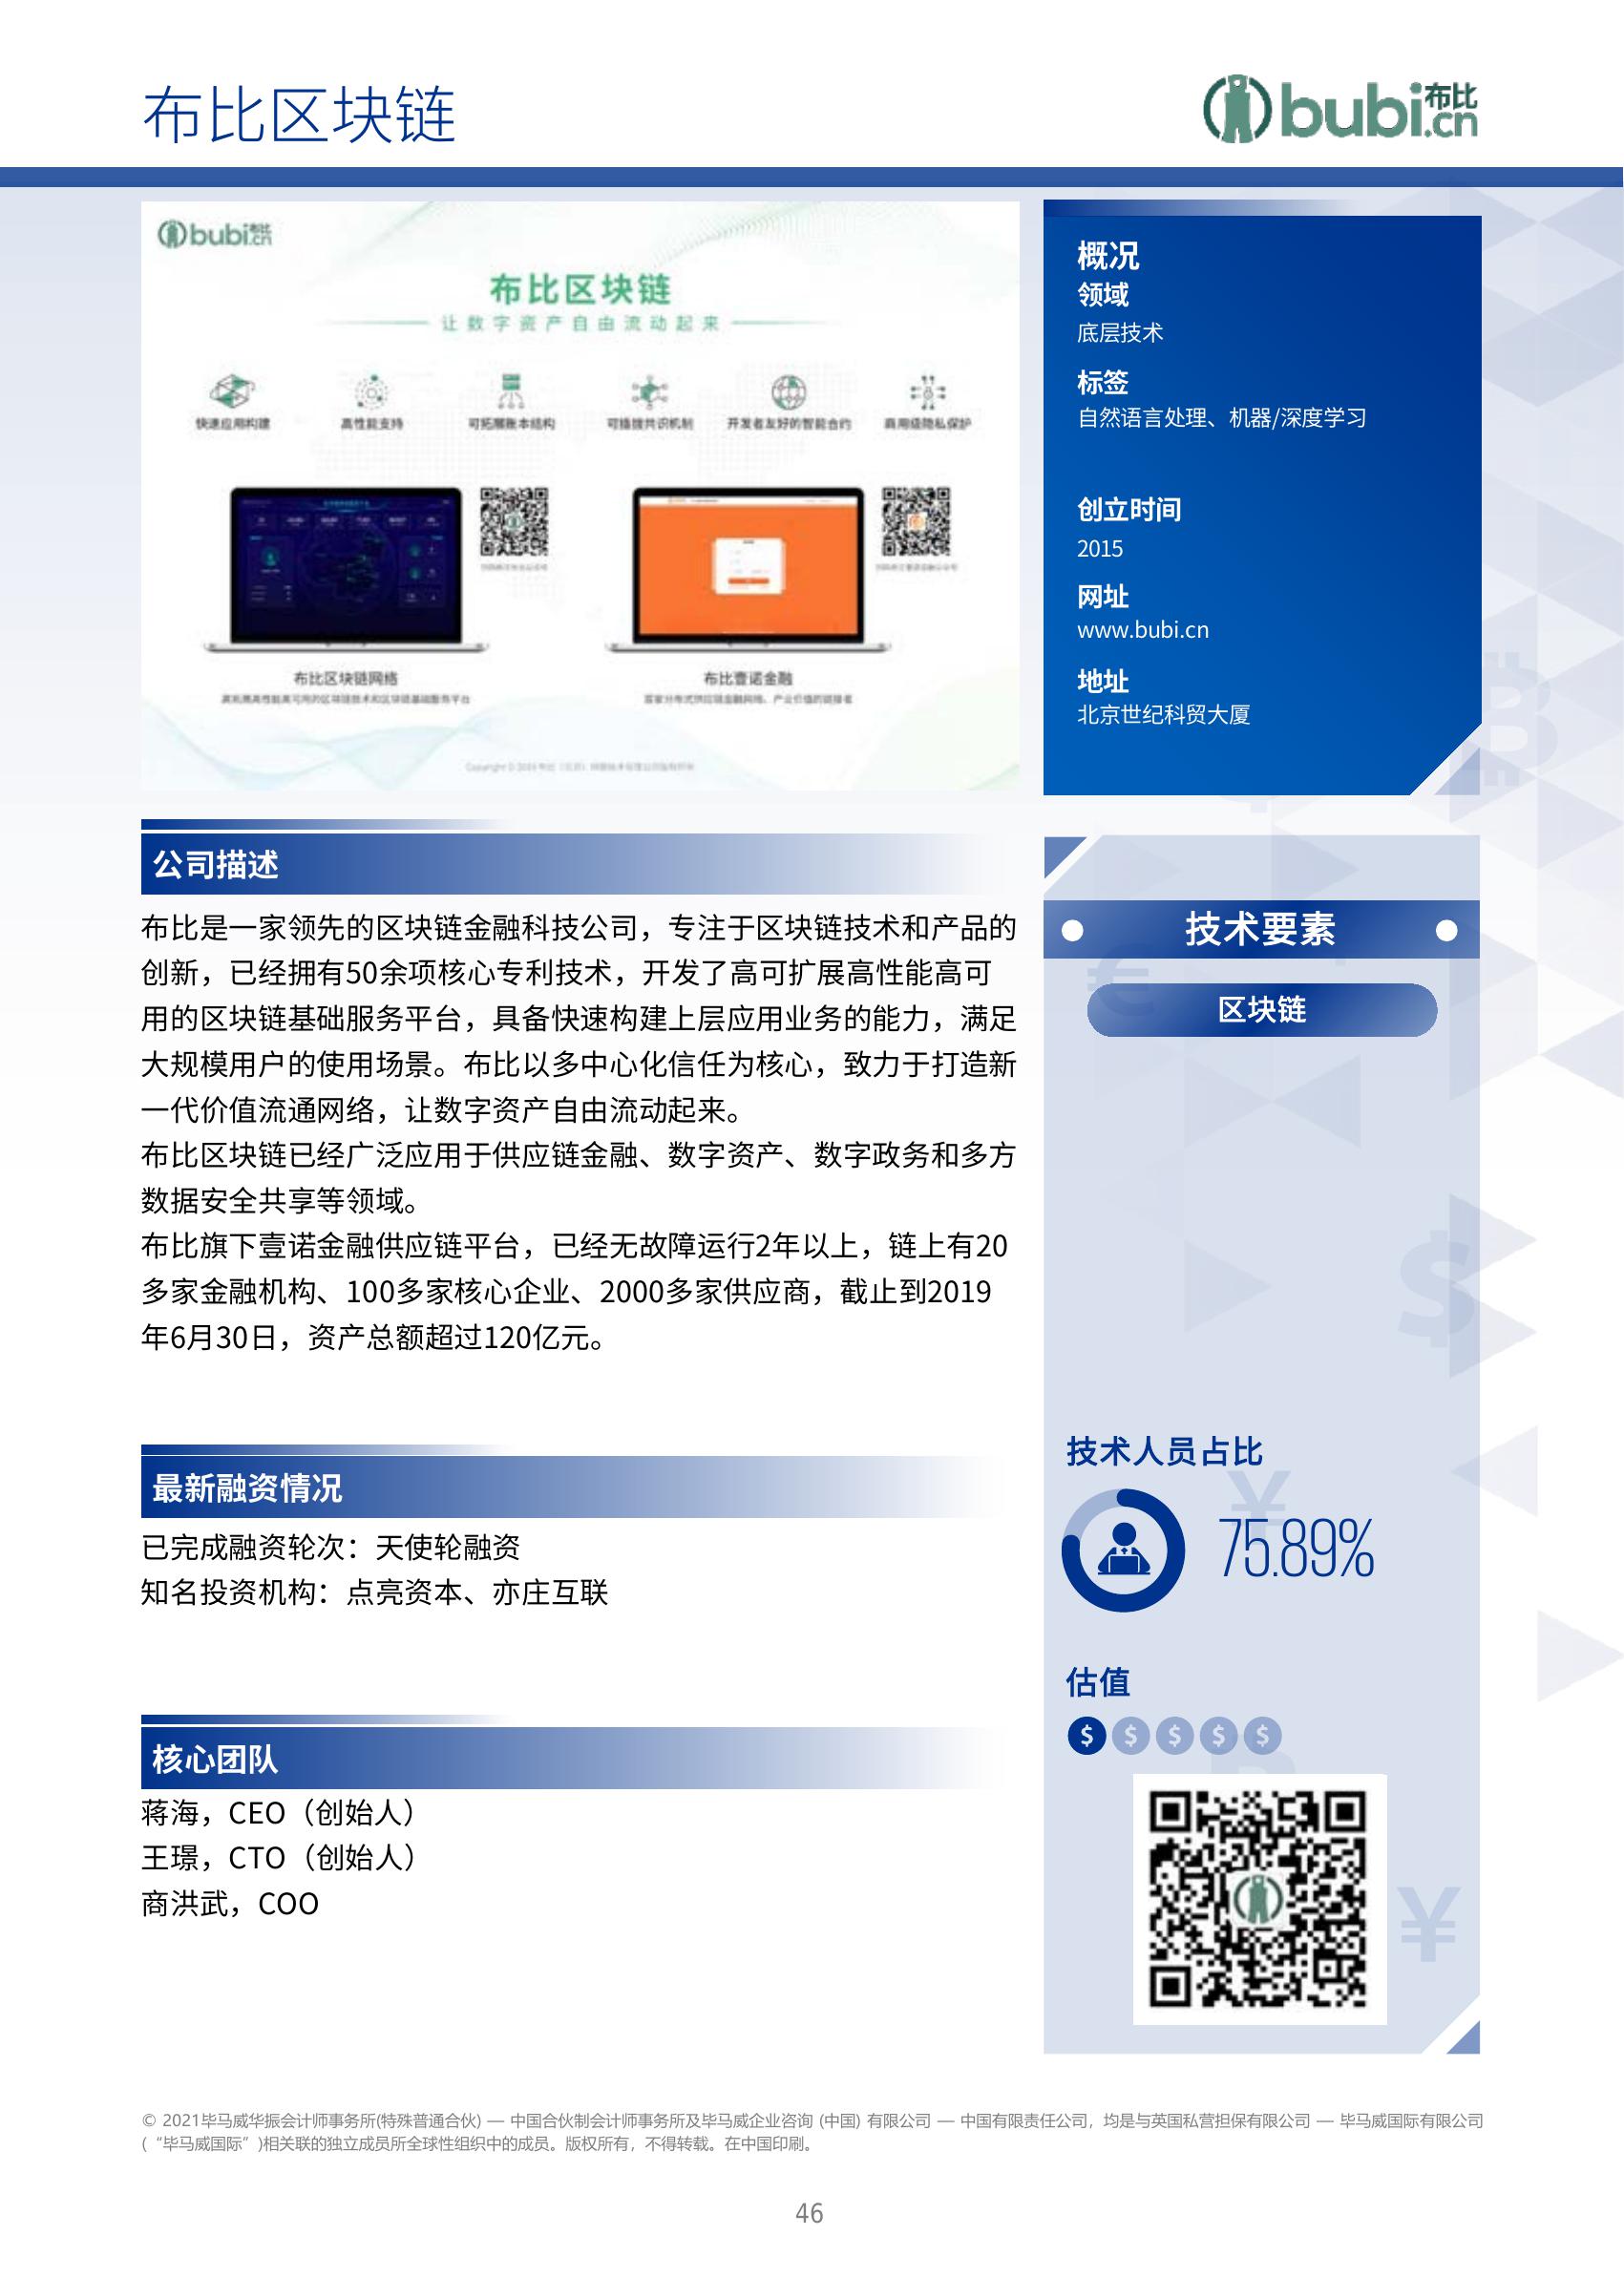 布比区块链
bubi布比.cn
bubi布比.cn
布比区块链
让数字资产自由流动起来
快速应用构建
高性能支持
可拓展账本结构
可插拔共识机制
开发者友好的智能合约
商用级隐私保护
布比区块链网络
布比壹诺金融
概况
领域
底层技术
标签
自然语言处理、机器/深度学习
创立时间
2015
网址
www.bubi.cn
地址
北京世纪科贸大厦
公司描述
布比是一家领先的区块链金融科技公司，专注于区块链技术和产品的
创新，已经拥有50余项核心专利技术，开发了高可扩展高性能高可
用的区块链基础服务平台，具备快速构建上层应用业务的能力，满足
大规模用户的使用场景。布比以多中心化信任为核心，致力于打造新
一代价值流通网络，让数字资产自由流动起来。
布比区块链已经广泛应用于供应链金融、数字资产、数字政务和多方
数据安全共享等领域。
布比旗下壹诺金融供应链平台，已经无故障运行2年以上，链上有20
多家金融机构、100多家核心企业、2000多家供应商，截止到2019
年6月30日，资产总额超过120亿元。
最新融资情况
已完成融资轮次：天使轮融资
知名投资机构：点亮资本、亦庄互联
核心团队
蒋海，CEO（创始人）
王璟，CTO（创始人）
商洪武，COO
技术要素
区块链
技术人员占比
75.89%
估值
© 2021毕马威华振会计师事务所(特殊普通合伙) — 中国合伙制会计师事务所及毕马威企业咨询 (中国) 有限公司 — 中国有限责任公司，均是与英国私营担保有限公司 — 毕马威国际有限公司
(“毕马威国际”)相关联的独立成员所全球性组织中的成员。版权所有，不得转载。在中国印刷。
46